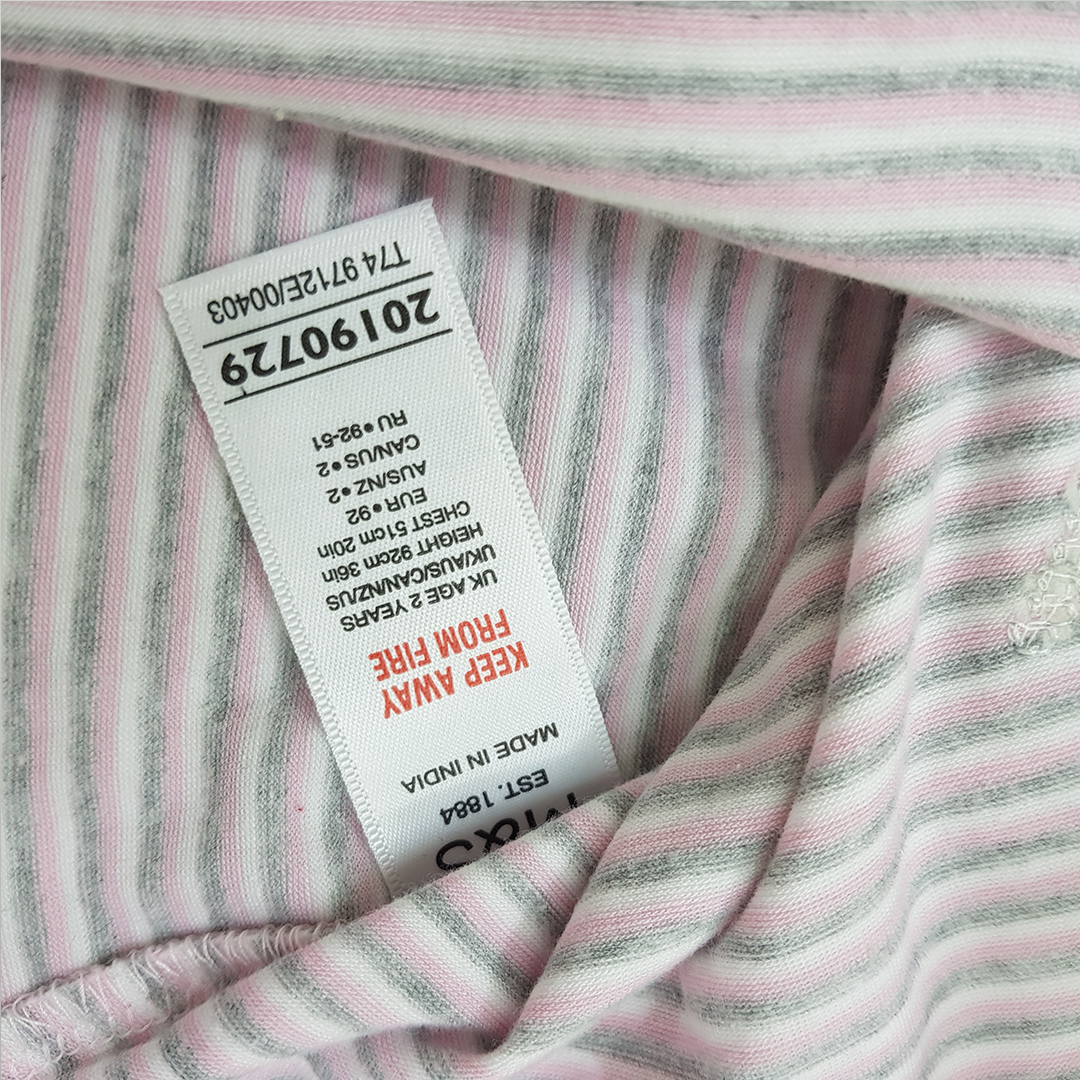 M&S
EST. 1884
MADE IN INDIA
KEEP AWAY
FROM FIRE
UK AGE 2 YEARS
UK/AUS/CAN/NZ/US
HEIGHT 92cm 36in
CHEST 51cm 20in
EUR • 92
AUS/NZ • 2
CAN/US • 2
RU • 92-51
20190729
T74 9712E/00403